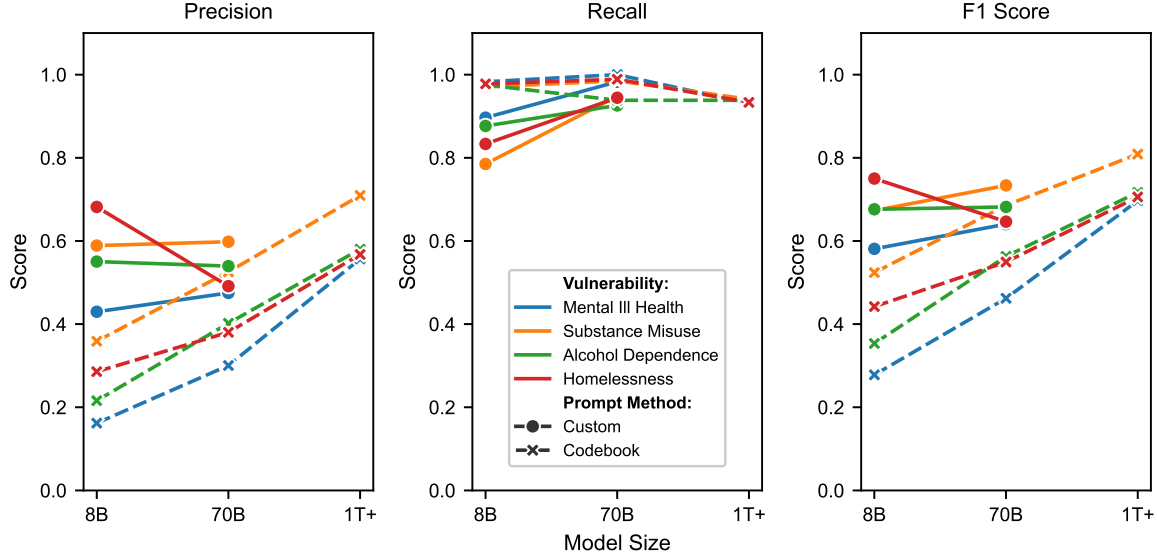 Precision
Recall
F1 Score
Score
1.0
0.8
0.6
0.4
0.2
0.0
8B
70B
1T+
Score
1.0
0.8
0.6
0.4
0.2
0.0
Vulnerability:
Mental Ill Health
Substance Misuse
Alcohol Dependence
Homelessness
Prompt Method:
Custom
Codebook
8B
70B
1T+
Model Size
Score
1.0
0.8
0.6
0.4
0.2
0.0
8B
70B
1T+